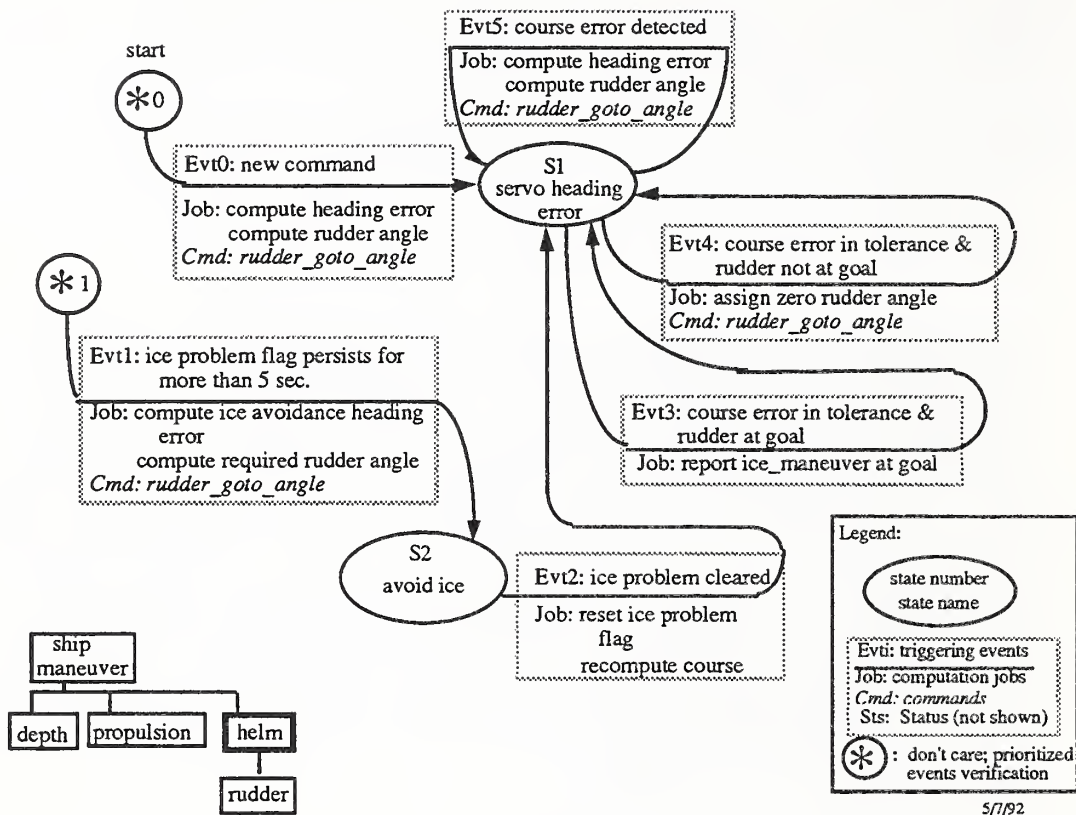 start
*0
Evt5: course error detected
Job: compute heading error
compute rudder angle
Cmd: rudder_goto_angle
Evt0: new command
Job: compute heading error
compute rudder angle
Cmd: rudder_goto_angle
S1
servo heading
error
*1
Evt4: course error in tolerance &
rudder not at goal
Job: assign zero rudder angle
Cmd: rudder_goto_angle
Evt1: ice problem flag persists for
more than 5 sec.
Job: compute ice avoidance heading
error
compute required rudder angle
Cmd: rudder_goto_angle
Evt3: course error in tolerance &
rudder at goal
Job: report ice_maneuver at goal
S2
avoid ice
Evt2: ice problem cleared
Job: reset ice problem
flag
recompute course
ship
maneuver
depth
propulsion
helm
rudder
Legend:
state number
state name
Evti: triggering events
Job: computation jobs
Cmd: commands
Sts: Status (not shown)
* : don't care; prioritized
events verification
5/7/92